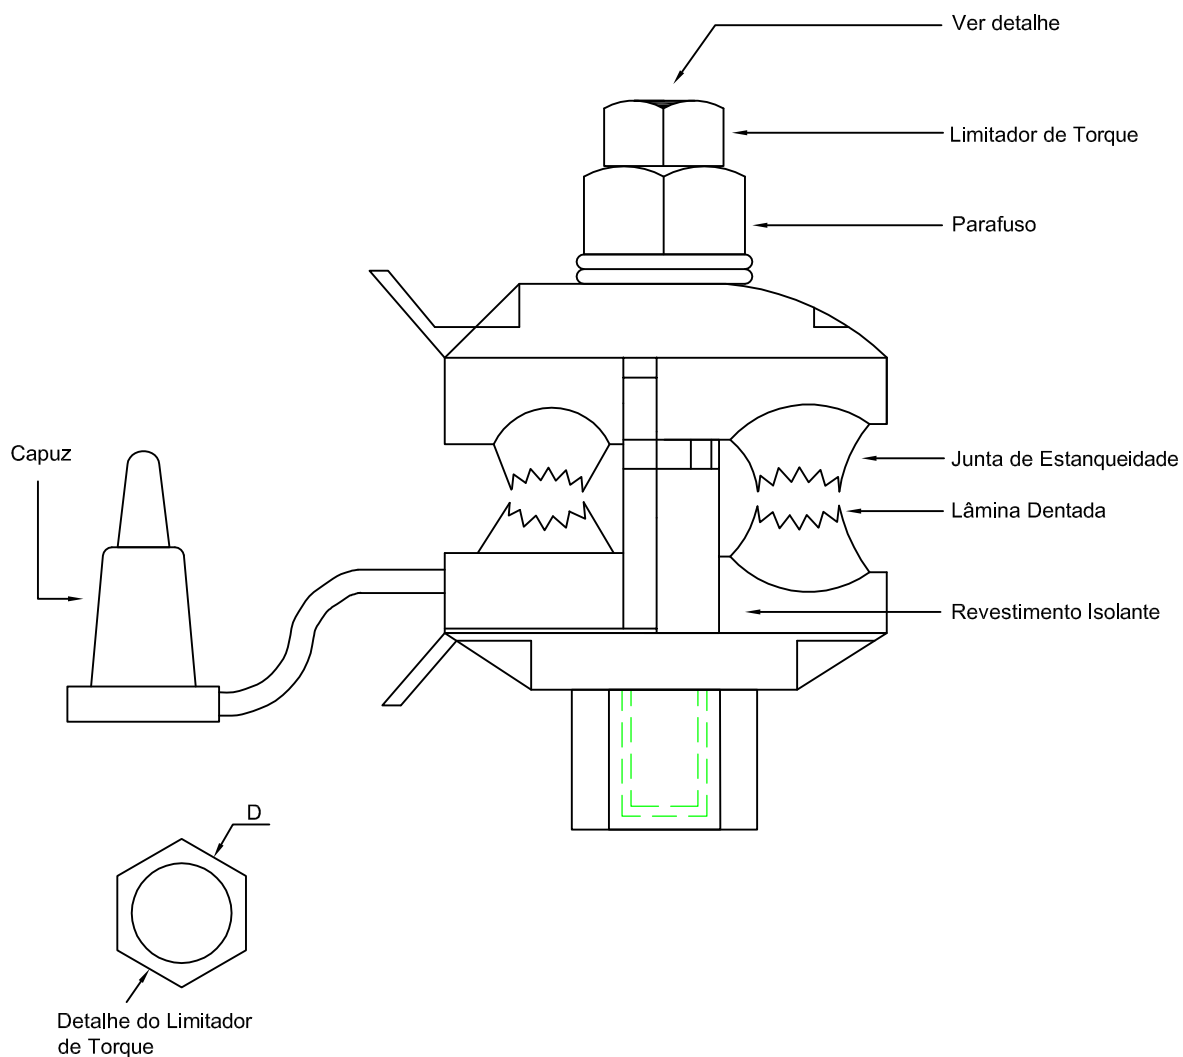 Ver detalhe
Limitador de Torque
Parafuso
Capuz
Junta de Estanqueidade
Lâmina Dentada
Revestimento Isolante
D
Detalhe do Limitador
de Torque